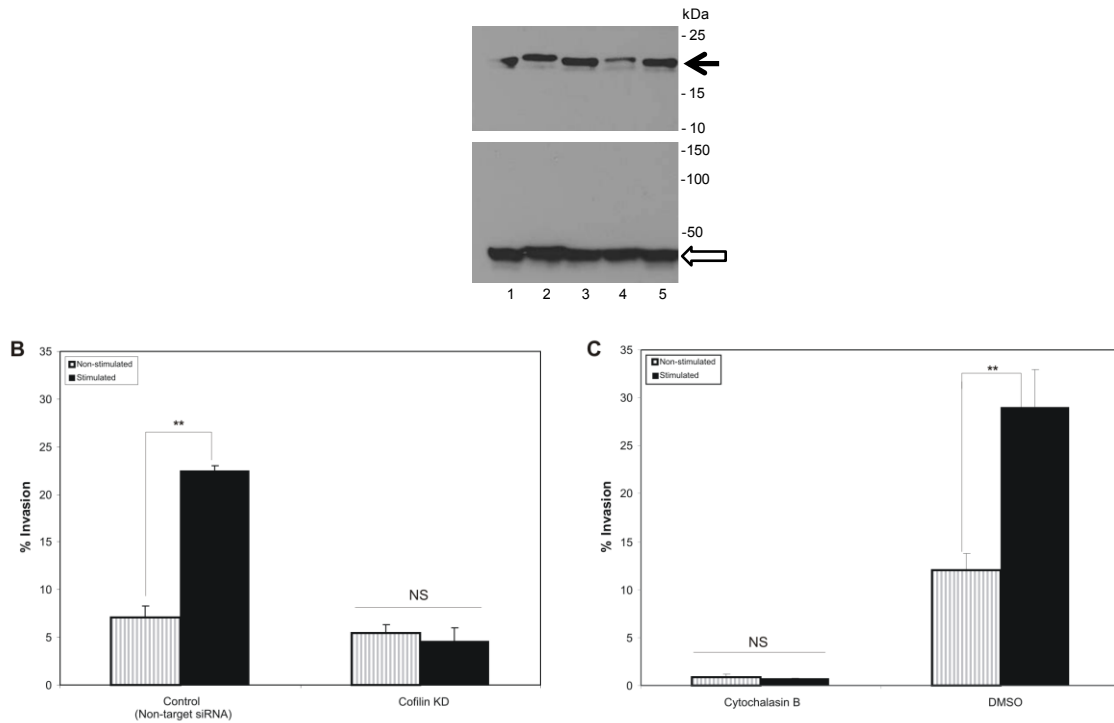 kDa
- 25
- 15
- 10
-150
-100
-50
1 2 3 4 5
B
35
30
25
20
15
10
5
0
% Invasion
Non-stimulated
Stimulated
**
NS
Control
(Non-target siRNA)
Cofilin KD
C
35
30
25
20
15
10
5
0
% Invasion
Non-stimulated
Stimulated
**
NS
Cytochalasin B
DMSO